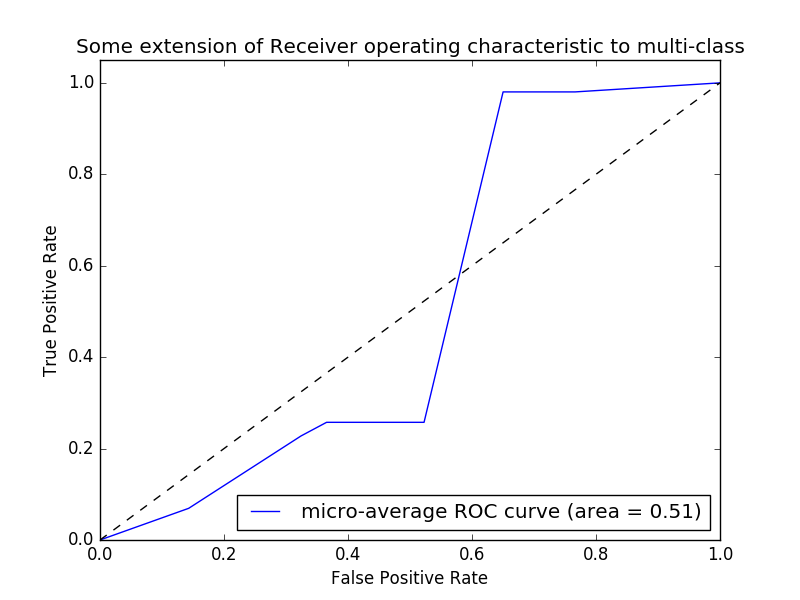 Some extension of Receiver operating characteristic to multi-class
1.0
0.8
0.6
0.4
0.2
0.0
True Positive Rate
micro-average ROC curve (area = 0.51)
0.0 0.2 0.4 0.6 0.8 1.0
False Positive Rate